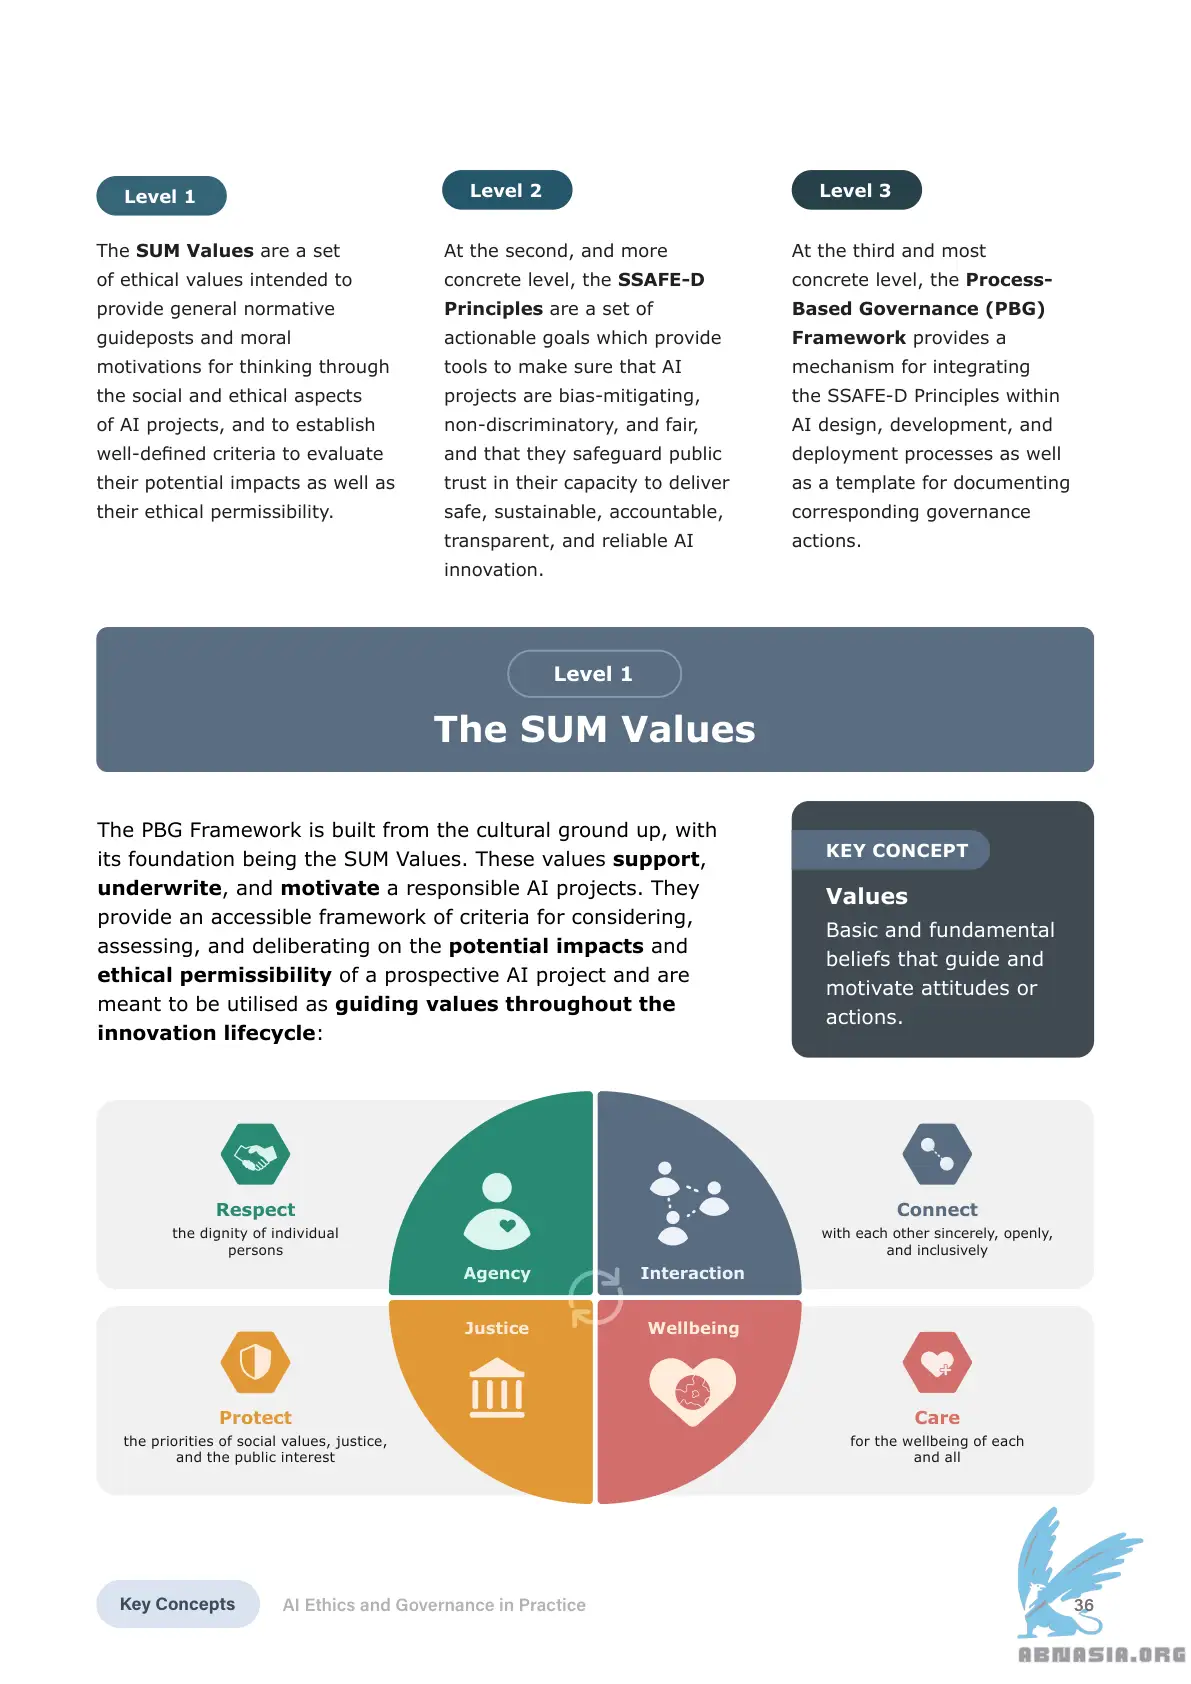 Level 1
The SUM Values are a set
of ethical values intended to
provide general normative
guideposts and moral
motivations for thinking through
the social and ethical aspects
of AI projects, and to establish
well-defined criteria to evaluate
their potential impacts as well as
their ethical permissibility.
Level 2
At the second, and more
concrete level, the SSAFE-D
Principles are a set of
actionable goals which provide
tools to make sure that AI
projects are bias-mitigating,
non-discriminatory, and fair,
and that they safeguard public
trust in their capacity to deliver
safe, sustainable, accountable,
transparent, and reliable AI
innovation.
Level 3
At the third and most
concrete level, the Process-
Based Governance (PBG)
Framework provides a
mechanism for integrating
the SSAFE-D Principles within
AI design, development, and
deployment processes as well
as a template for documenting
corresponding governance
actions.
Level 1
The SUM Values
The PBG Framework is built from the cultural ground up, with
its foundation being the SUM Values. These values support,
underwrite, and motivate a responsible AI projects. They
provide an accessible framework of criteria for considering,
assessing, and deliberating on the potential impacts and
ethical permissibility of a prospective AI project and are
meant to be utilised as guiding values throughout the
innovation lifecycle:
KEY CONCEPT
Values
Basic and fundamental
beliefs that guide and
motivate attitudes or
actions.
Respect
the dignity of individual
persons
Agency
Interaction
Connect
with each other sincerely, openly,
and inclusively
Protect
the priorities of social values, justice,
and the public interest
Justice
Wellbeing
Care
for the wellbeing of each
and all
Key Concepts
AI Ethics and Governance in Practice
36
ABNASIA.ORG